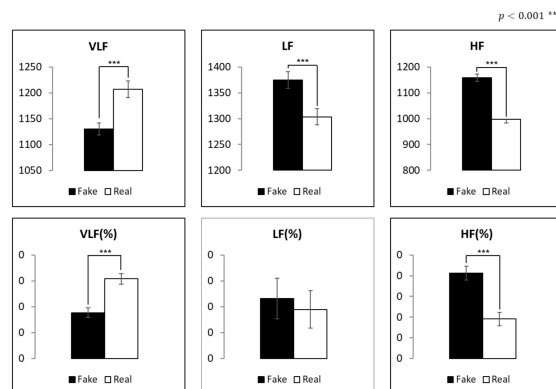 p < 0.001 **
VLF
1250
1200
1150
1100
1050
***
Fake Real
LF
1400
1350
1300
1250
1200
***
Fake Real
HF
1200
1100
1000
900
800
***
Fake Real
VLF(%)
0
0
0
0
0
***
Fake Real
LF(%)
0
0
0
0
0
Fake Real
HF(%)
0
0
0
0
0
0
***
Fake Real